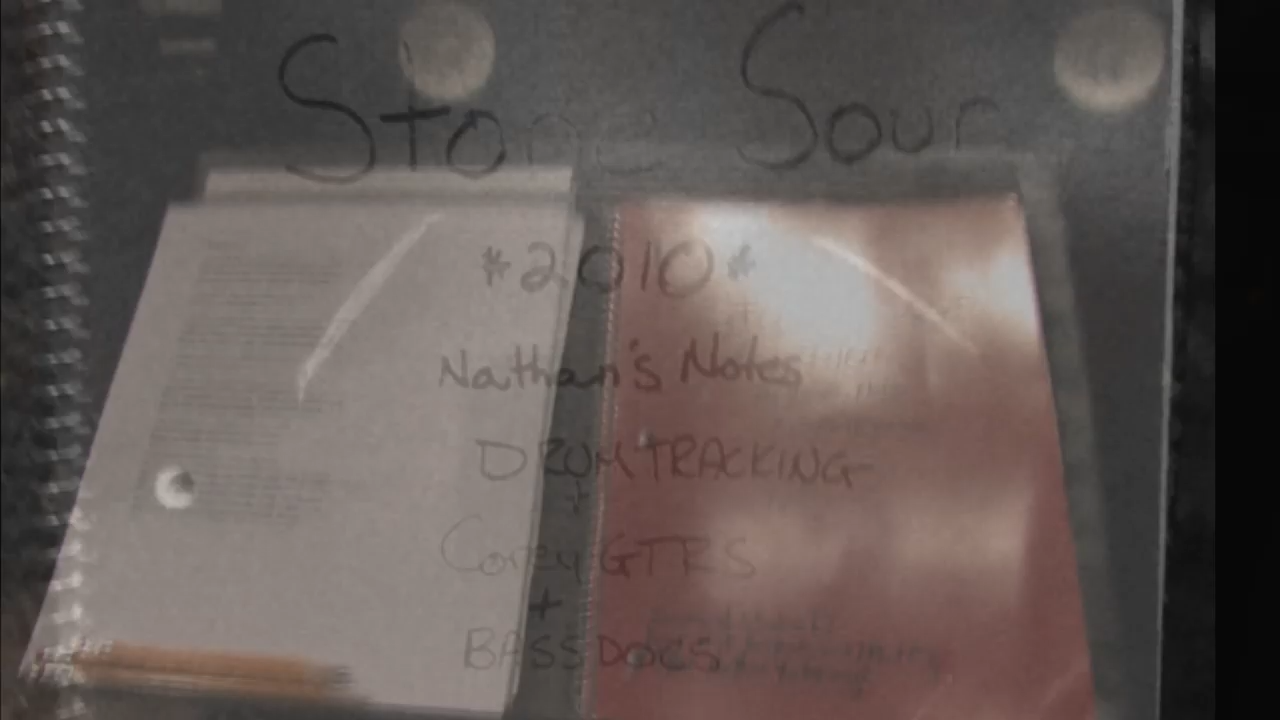 Stone Sour
*2010*
Nathan's Notes
DRUM TRACKING
+
Corey GTRS
+
BASS DOCS